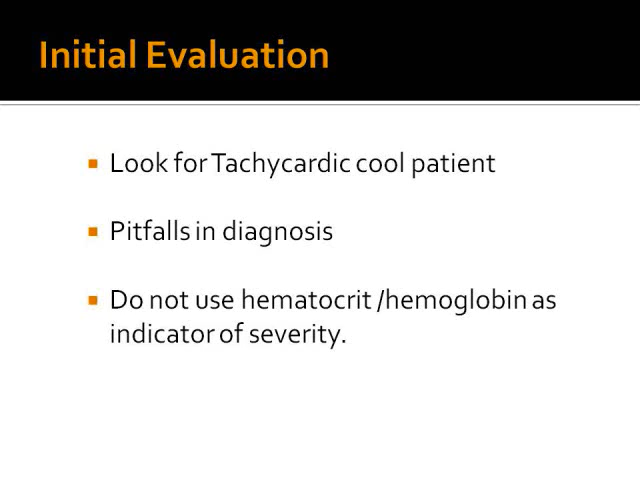 Initial Evaluation
Look for Tachycardic cool patient
Pitfalls in diagnosis
Do not use hematocrit /hemoglobin as
indicator of severity.